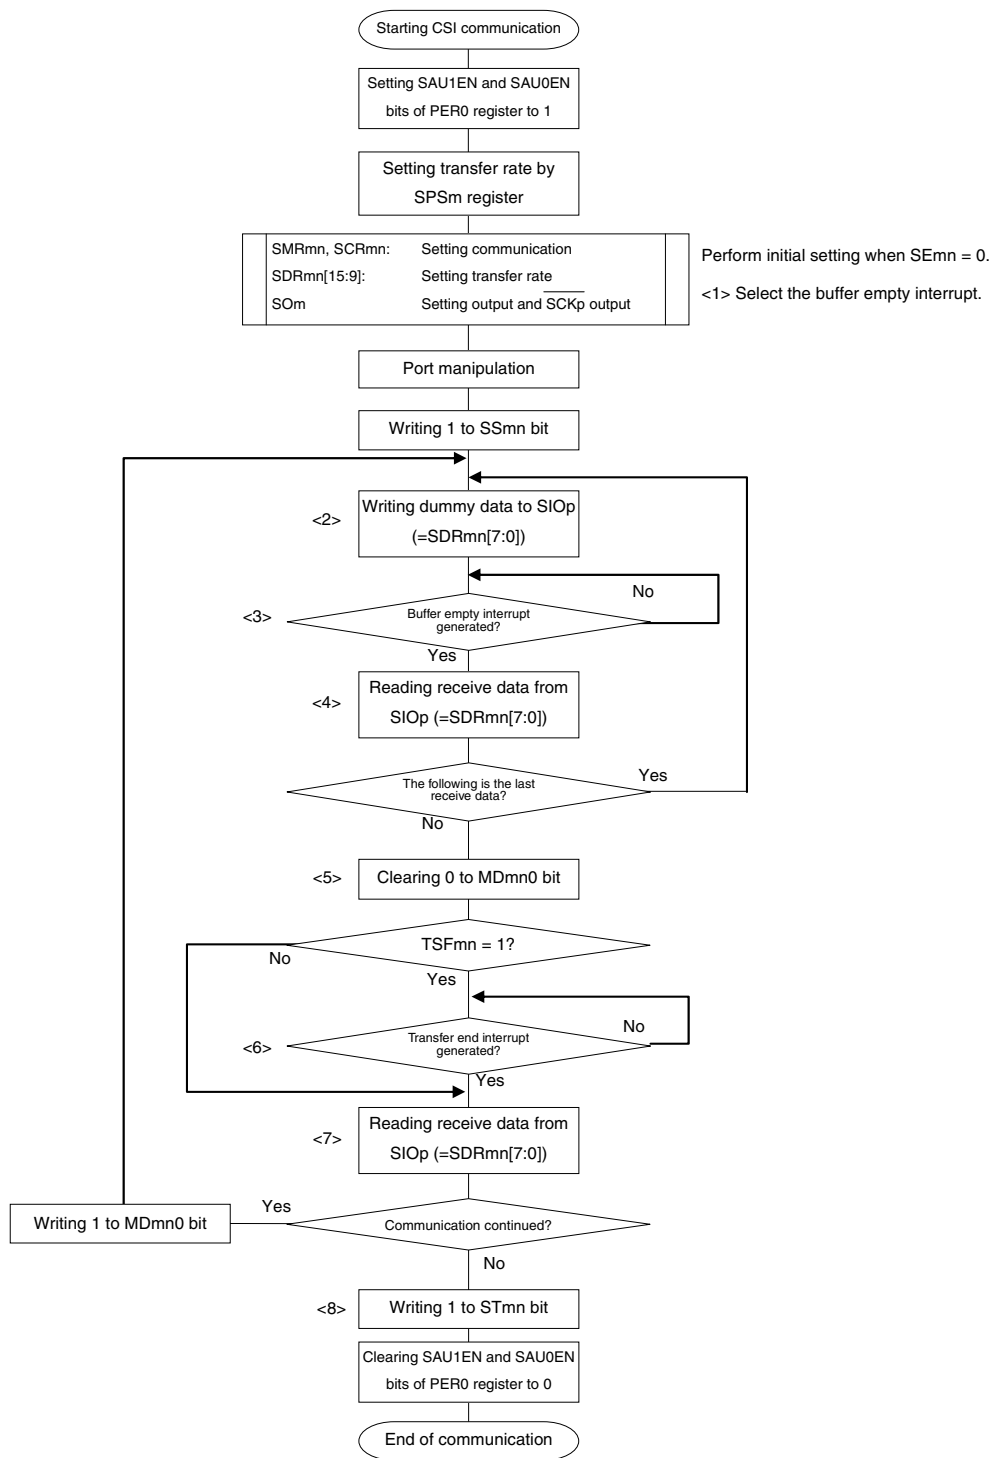 Starting CSI communication
Setting SAU1EN and SAU0EN
bits of PER0 register to 1
Setting transfer rate by
SPSm register
SMRmn, SCRmn: Setting communication
SDRmn[15:9]: Setting transfer rate
SOm Setting output and SCKp output
Perform initial setting when SEmn = 0.
<1> Select the buffer empty interrupt.
Port manipulation
Writing 1 to SSmn bit
<2>
Writing dummy data to SIOp
(=SDRmn[7:0])
No
<3>
Buffer empty interrupt
generated?
Yes
<4>
Reading receive data from
SIOp (=SDRmn[7:0])
The following is the last
receive data?
Yes
No
<5>
Clearing 0 to MDmn0 bit
TSFmn = 1?
No
Yes
No
<6>
Transfer end interrupt
generated?
Yes
<7>
Reading receive data from
SIOp (=SDRmn[7:0])
Yes
Writing 1 to MDmn0 bit
Communication continued?
No
<8>
Writing 1 to STmn bit
Clearing SAU1EN and SAU0EN
bits of PER0 register to 0
End of communication